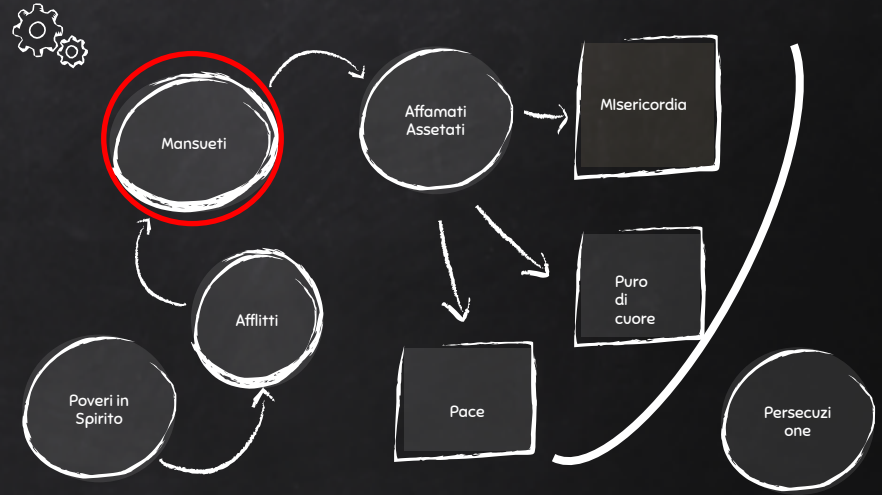 Mansueti
Affamati
Assetati
MIsericordia
Afflitti
Puro
di
cuore
Poveri in
Spirito
Pace
Persecuzi
one